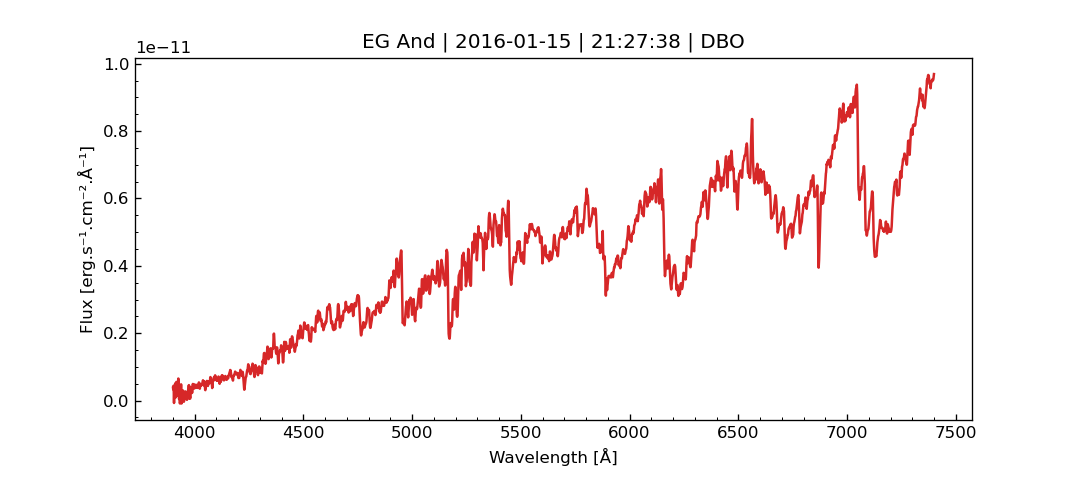 EG And | 2016-01-15 | 21:27:38 | DBO
1e−11
1.0
0.8
0.6
0.4
0.2
0.0
Flux [erg.s⁻¹.cm⁻².Å⁻¹]
4000 4500 5000 5500 6000 6500 7000 7500
Wavelength [Å]